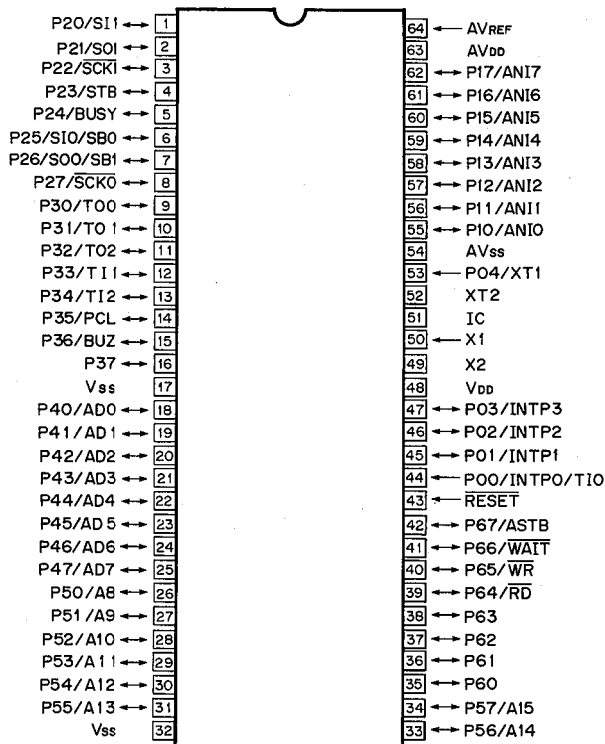 P20/SI1 1
P21/SO1 2
P22/SCK1 3
P23/STB 4
P24/BUSY 5
P25/SI0/SB0 6
P26/SO0/SB1 7
P27/SCK0 8
P30/TO0 9
P31/TO1 10
P32/TO2 11
P33/TI1 12
P34/TI2 13
P35/PCL 14
P36/BUZ 15
P37 16
Vss 17
P40/AD0 18
P41/AD1 19
P42/AD2 20
P43/AD3 21
P44/AD4 22
P45/AD5 23
P46/AD6 24
P47/AD7 25
P50/A8 26
P51/A9 27
P52/A10 28
P53/A11 29
P54/A12 30
P55/A13 31
Vss 32
64 AVREF
63 AVDD
62 P17/ANI7
61 P16/ANI6
60 P15/ANI5
59 P14/ANI4
58 P13/ANI3
57 P12/ANI2
56 P11/ANI1
55 P10/ANI0
54 AVss
53 P04/XT1
52 XT2
51 IC
50 X1
49 X2
48 VDD
47 P03/INTP3
46 P02/INTP2
45 P01/INTP1
44 P00/INTP0/TI0
43 RESET
42 P67/ASTB
41 P66/WAIT
40 P65/WR
39 P64/RD
38 P63
37 P62
36 P61
35 P60
34 P57/A15
33 P56/A14